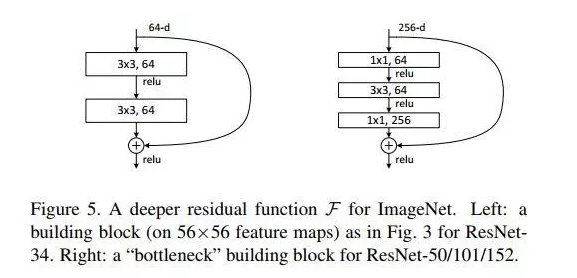 64-d
3x3, 64
relu
3x3, 64
+
relu
256-d
1x1, 64
relu
3x3, 64
relu
1x1, 256
+
relu
Figure 5. A deeper residual function F for ImageNet. Left: a
building block (on 56×56 feature maps) as in Fig. 3 for ResNet-
34. Right: a “bottleneck” building block for ResNet-50/101/152.